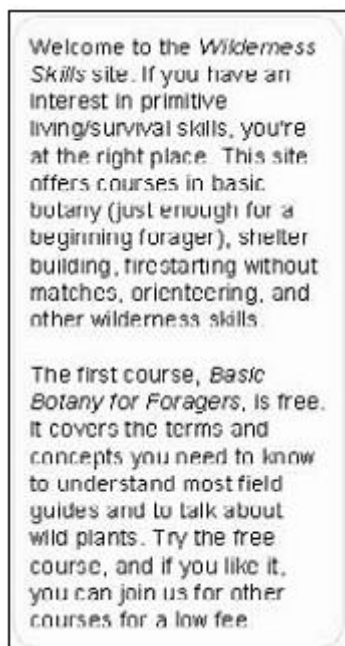 Welcome to the Wilderness
Skills site. If you have an
interest in primitive
living/survival skills, you're
at the right place. This site
offers courses in basic
botany (just enough for a
beginning forager), shelter
building, firestarting without
matches, orienteering, and
other wilderness skills.
The first course, Basic
Botany for Foragers, is free.
It covers the terms and
concepts you need to know
to understand most field
guides and to talk about
wild plants. Try the free
course, and if you like it,
you can join us for other
courses for a low fee.